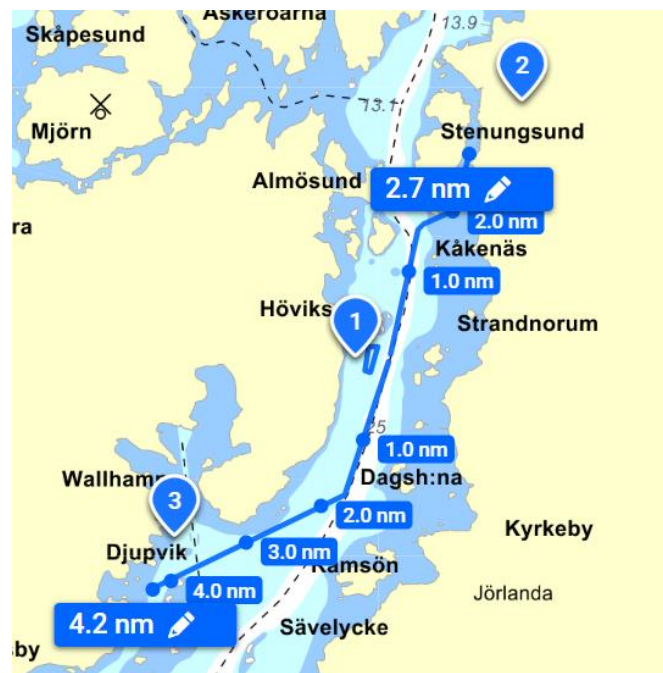 Askeröarna
13.9
Skåpesund
2
13.1
Mjörn
Stenungsund
Almösund
2.7 nm
ra
2.0 nm
Kåkenäs
1.0 nm
Höviks
1
Strandnorum
25
1.0 nm
Wallhamn
Dagsh:na
3
2.0 nm
Kyrkeby
Djupvik
3.0 nm
Ramsön
4.0 nm
Jörlanda
4.2 nm
Sävelycke
by